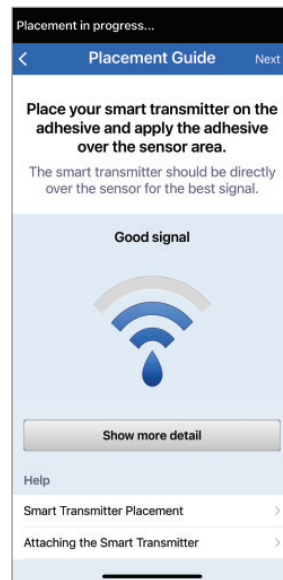 Placement in progress...
Placement Guide
Next
Place your smart transmitter on the
adhesive and apply the adhesive
over the sensor area.
The smart transmitter should be directly
over the sensor for the best signal.
Good signal
Show more detail
Help
Smart Transmitter Placement
Attaching the Smart Transmitter